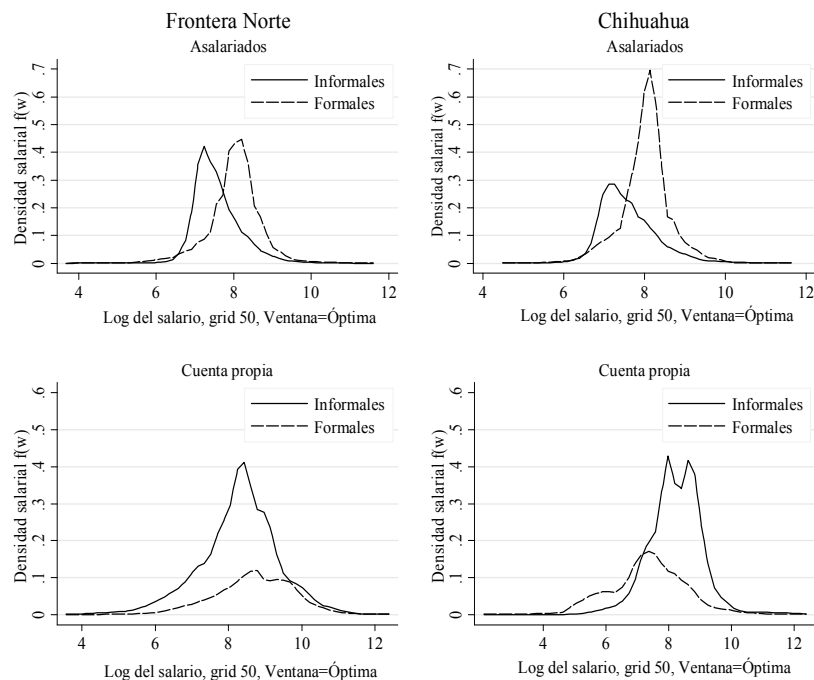 Frontera Norte
Asalariados
Densidad salarial f(w)
0 .1 .2 .3 .4 .5 .6 .7
Informales
Formales
4 6 8 10 12
Log del salario, grid 50, Ventana=Óptima
Chihuahua
Asalariados
Densidad salarial f(w)
0 .1 .2 .3 .4 .5 .6 .7
Informales
Formales
4 6 8 10 12
Log del salario, grid 50, Ventana=Óptima
Cuenta propia
Densidad salarial f(w)
0 .1 .2 .3 .4 .5 .6
Informales
Formales
4 6 8 10 12
Log del salario, grid 50, Ventana=Óptima
Cuenta propia
Densidad salarial f(w)
0 .1 .2 .3 .4 .5 .6
Informales
Formales
4 6 8 10 12
Log del salario, grid 50, Ventana=Óptima